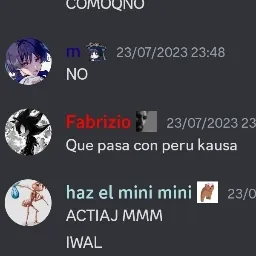 COMOQNO
m 23/07/2023 23:48
NO
Fabrizio 23/07/2023 23
Que pasa con peru kausa
haz el mini mini 23/0
ACTIAJ MMM
IWAL